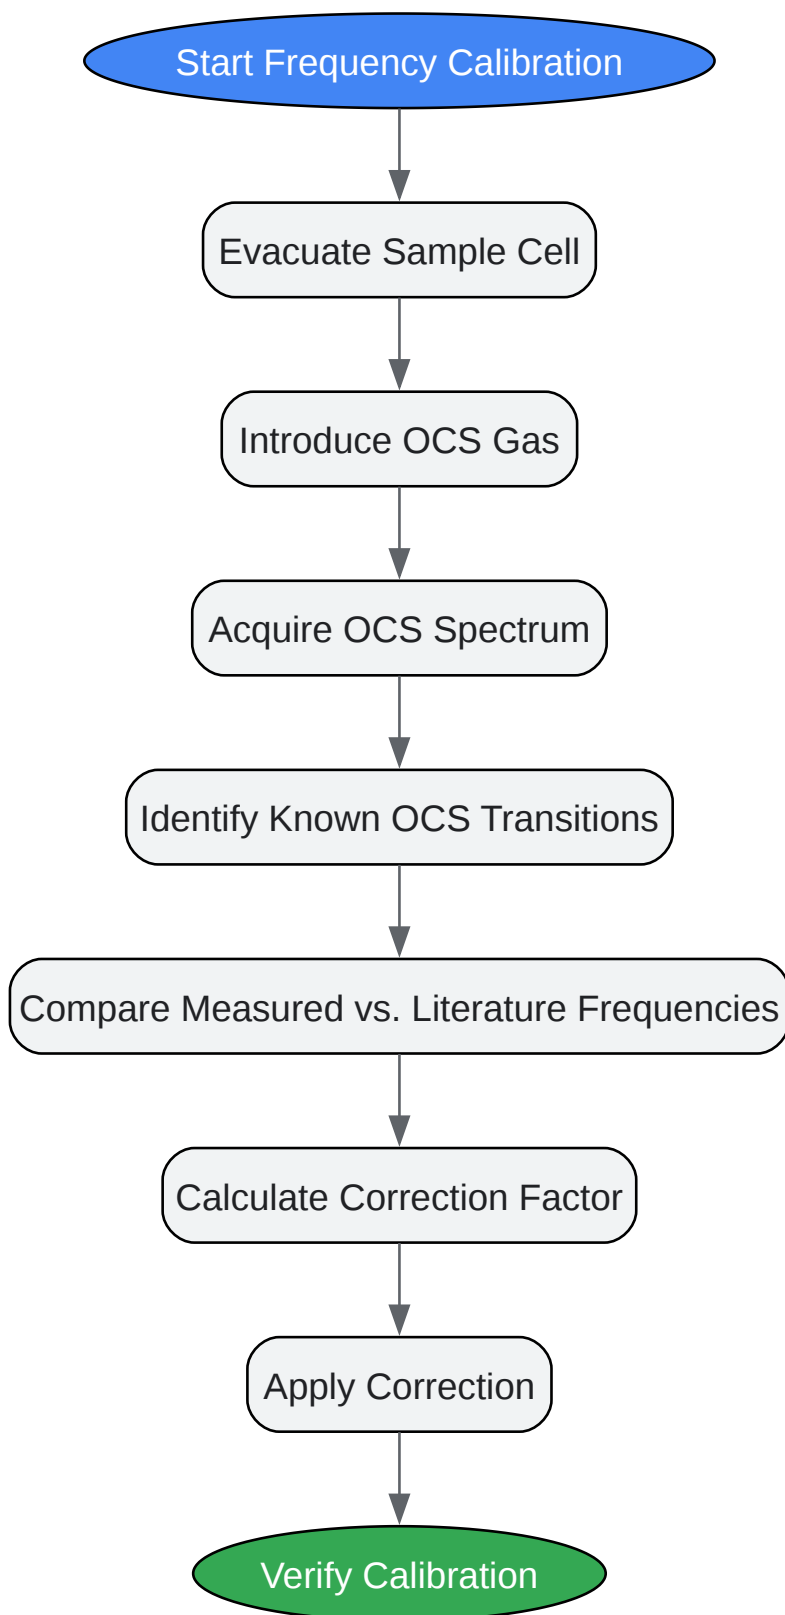 Start Frequency Calibration
Evacuate Sample Cell
Introduce OCS Gas
Acquire OCS Spectrum
Identify Known OCS Transitions
Compare Measured vs. Literature Frequencies
Calculate Correction Factor
Apply Correction
Verify Calibration